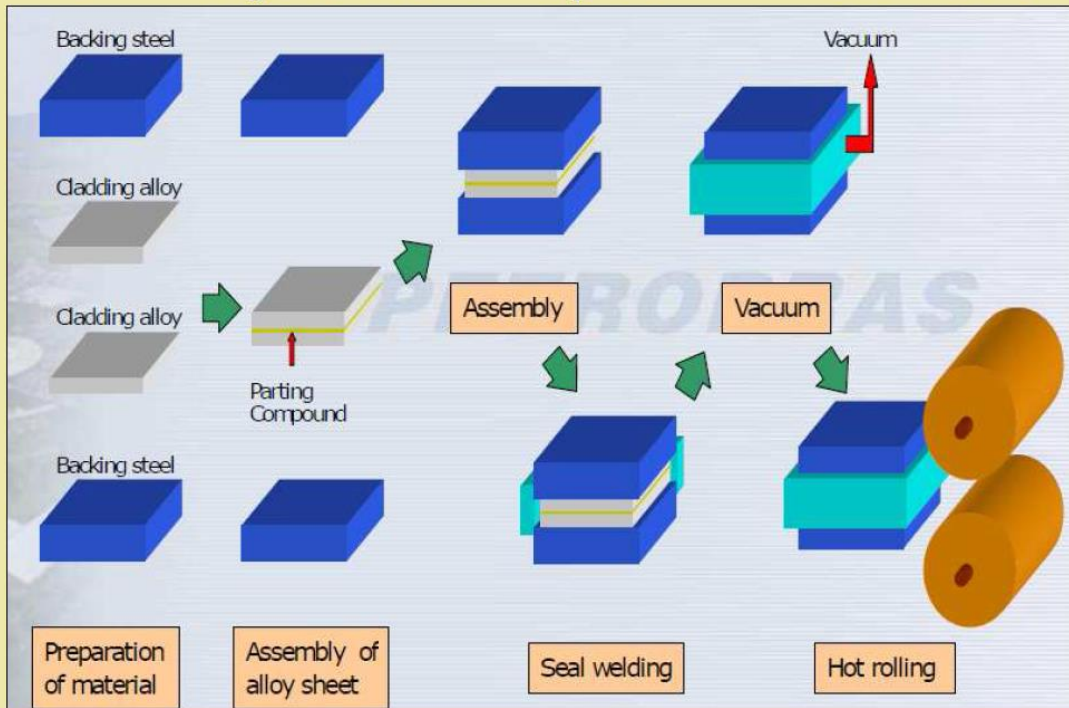 Backing steel
Vacuum
Cladding alloy
Cladding alloy
PETROBRAS
Assembly
Vacuum
Parting
Compound
Backing steel
Preparation
of material
Assembly of
alloy sheet
Seal welding
Hot rolling